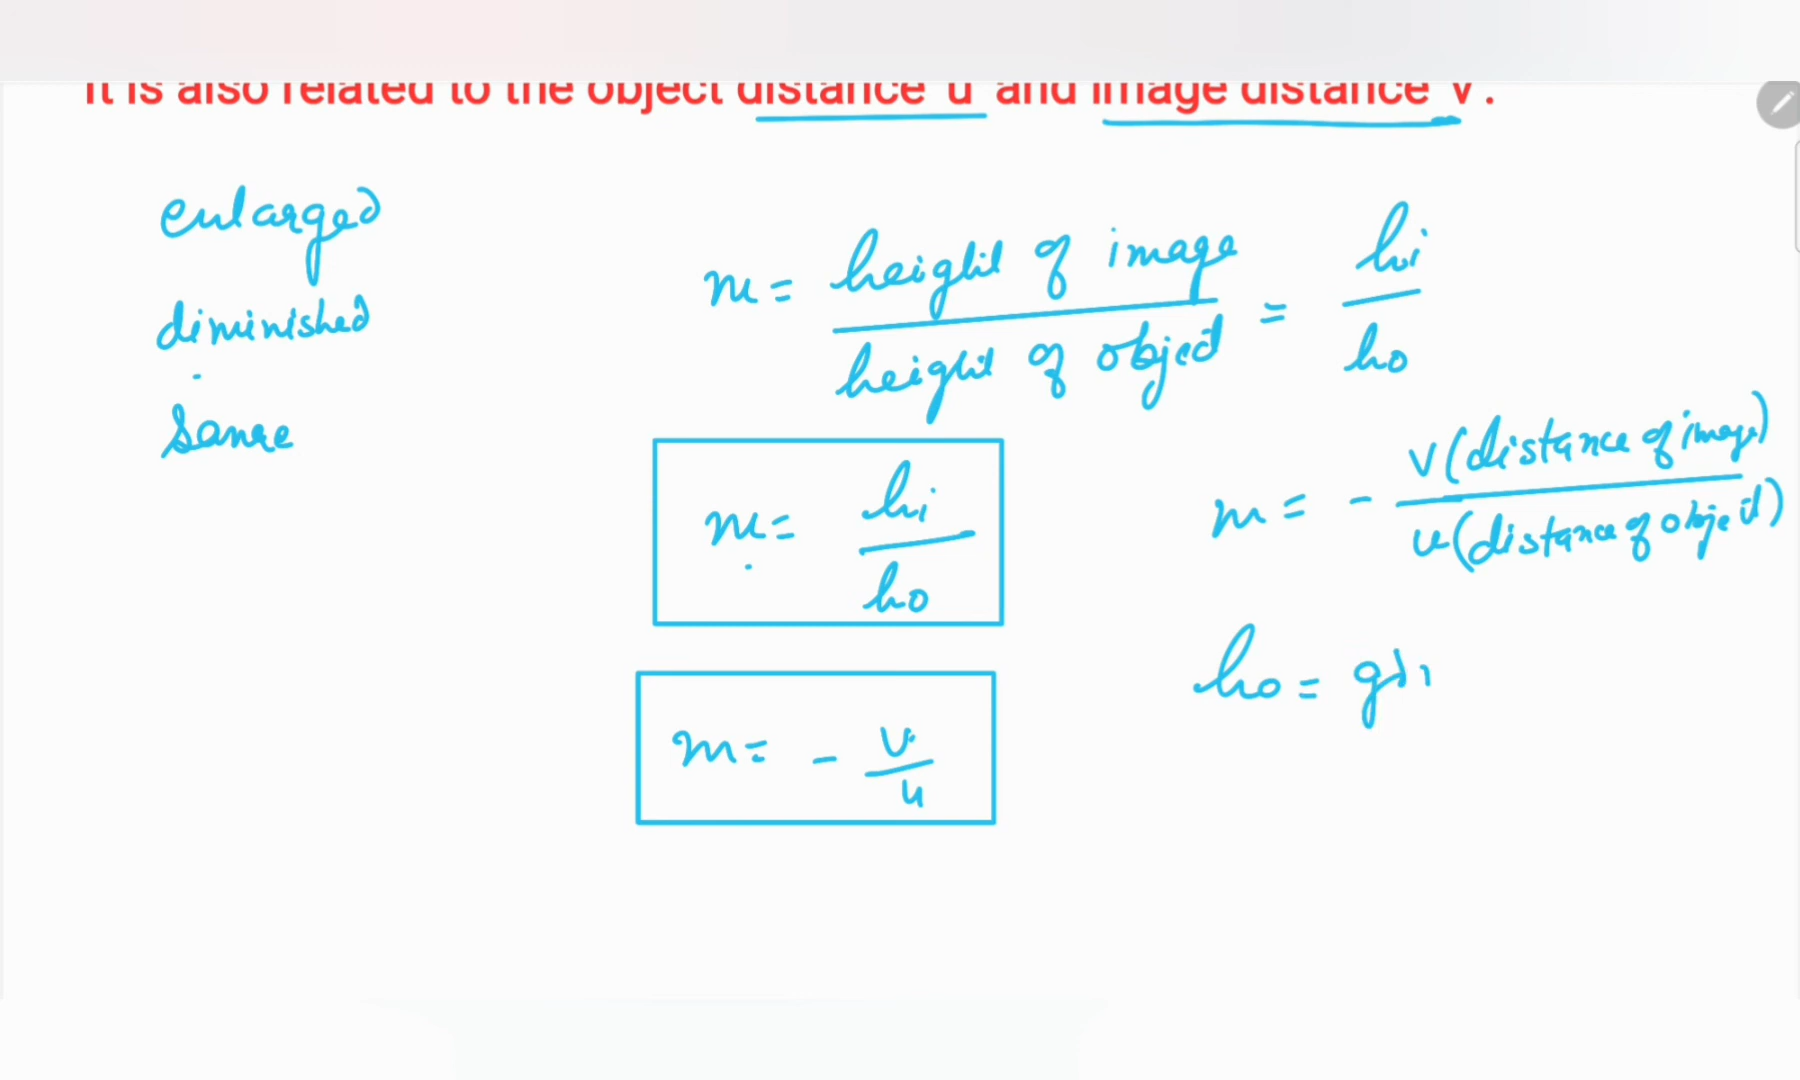 It is also related to the object distance u and image distance v.
enlarged
diminished
same
m = height of image / height of object = hi / ho
m = hi / ho
m = - v (distance of image) / u (distance of object)
m = - v / u
ho =